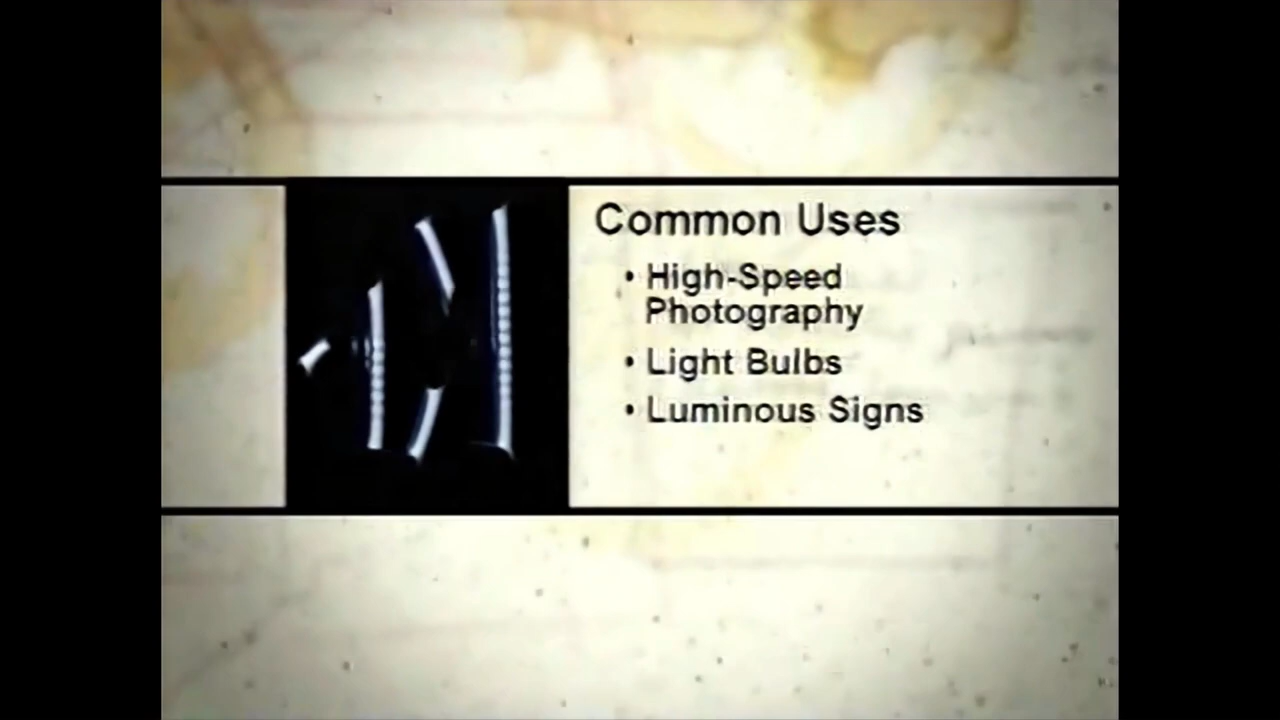 Common Uses
• High-Speed
Photography
• Light Bulbs
• Luminous Signs